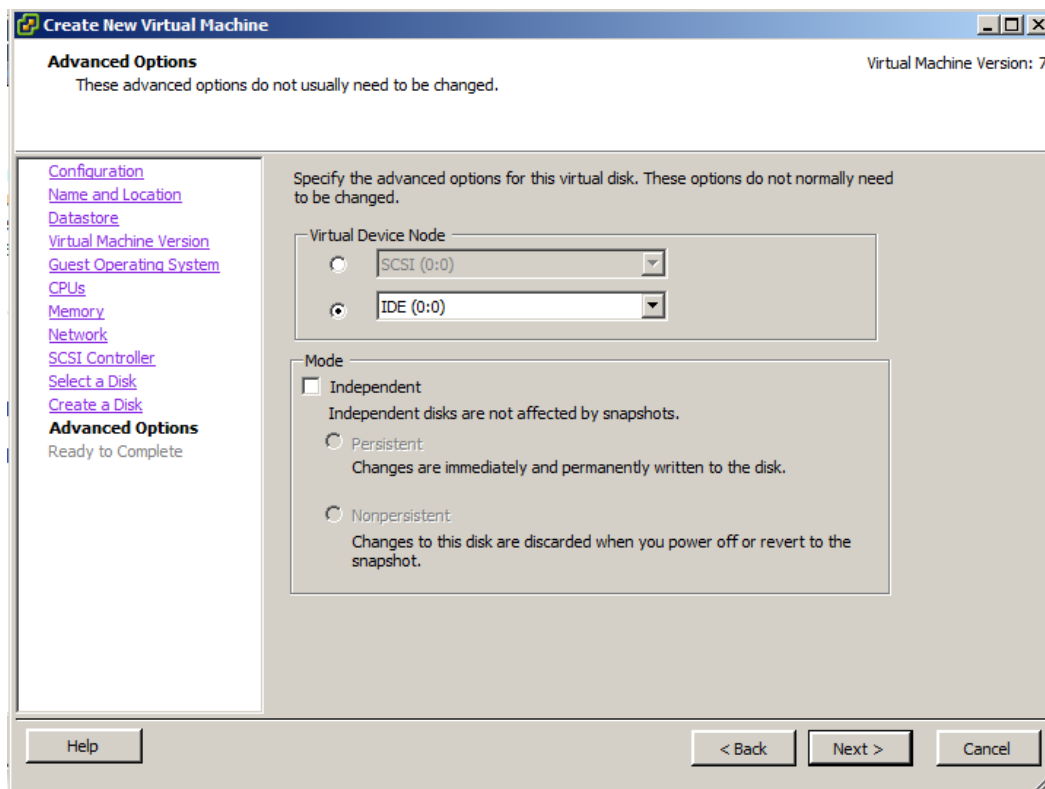 Create New Virtual Machine
Advanced Options
These advanced options do not usually need to be changed.
Virtual Machine Version: 7
Configuration
Name and Location
Datastore
Virtual Machine Version
Guest Operating System
CPUs
Memory
Network
SCSI Controller
Select a Disk
Create a Disk
Advanced Options
Ready to Complete
Specify the advanced options for this virtual disk. These options do not normally need
to be changed.
Virtual Device Node
SCSI (0:0)
IDE (0:0)
Mode
Independent
Independent disks are not affected by snapshots.
Persistent
Changes are immediately and permanently written to the disk.
Nonpersistent
Changes to this disk are discarded when you power off or revert to the
snapshot.
Help
< Back
Next >
Cancel